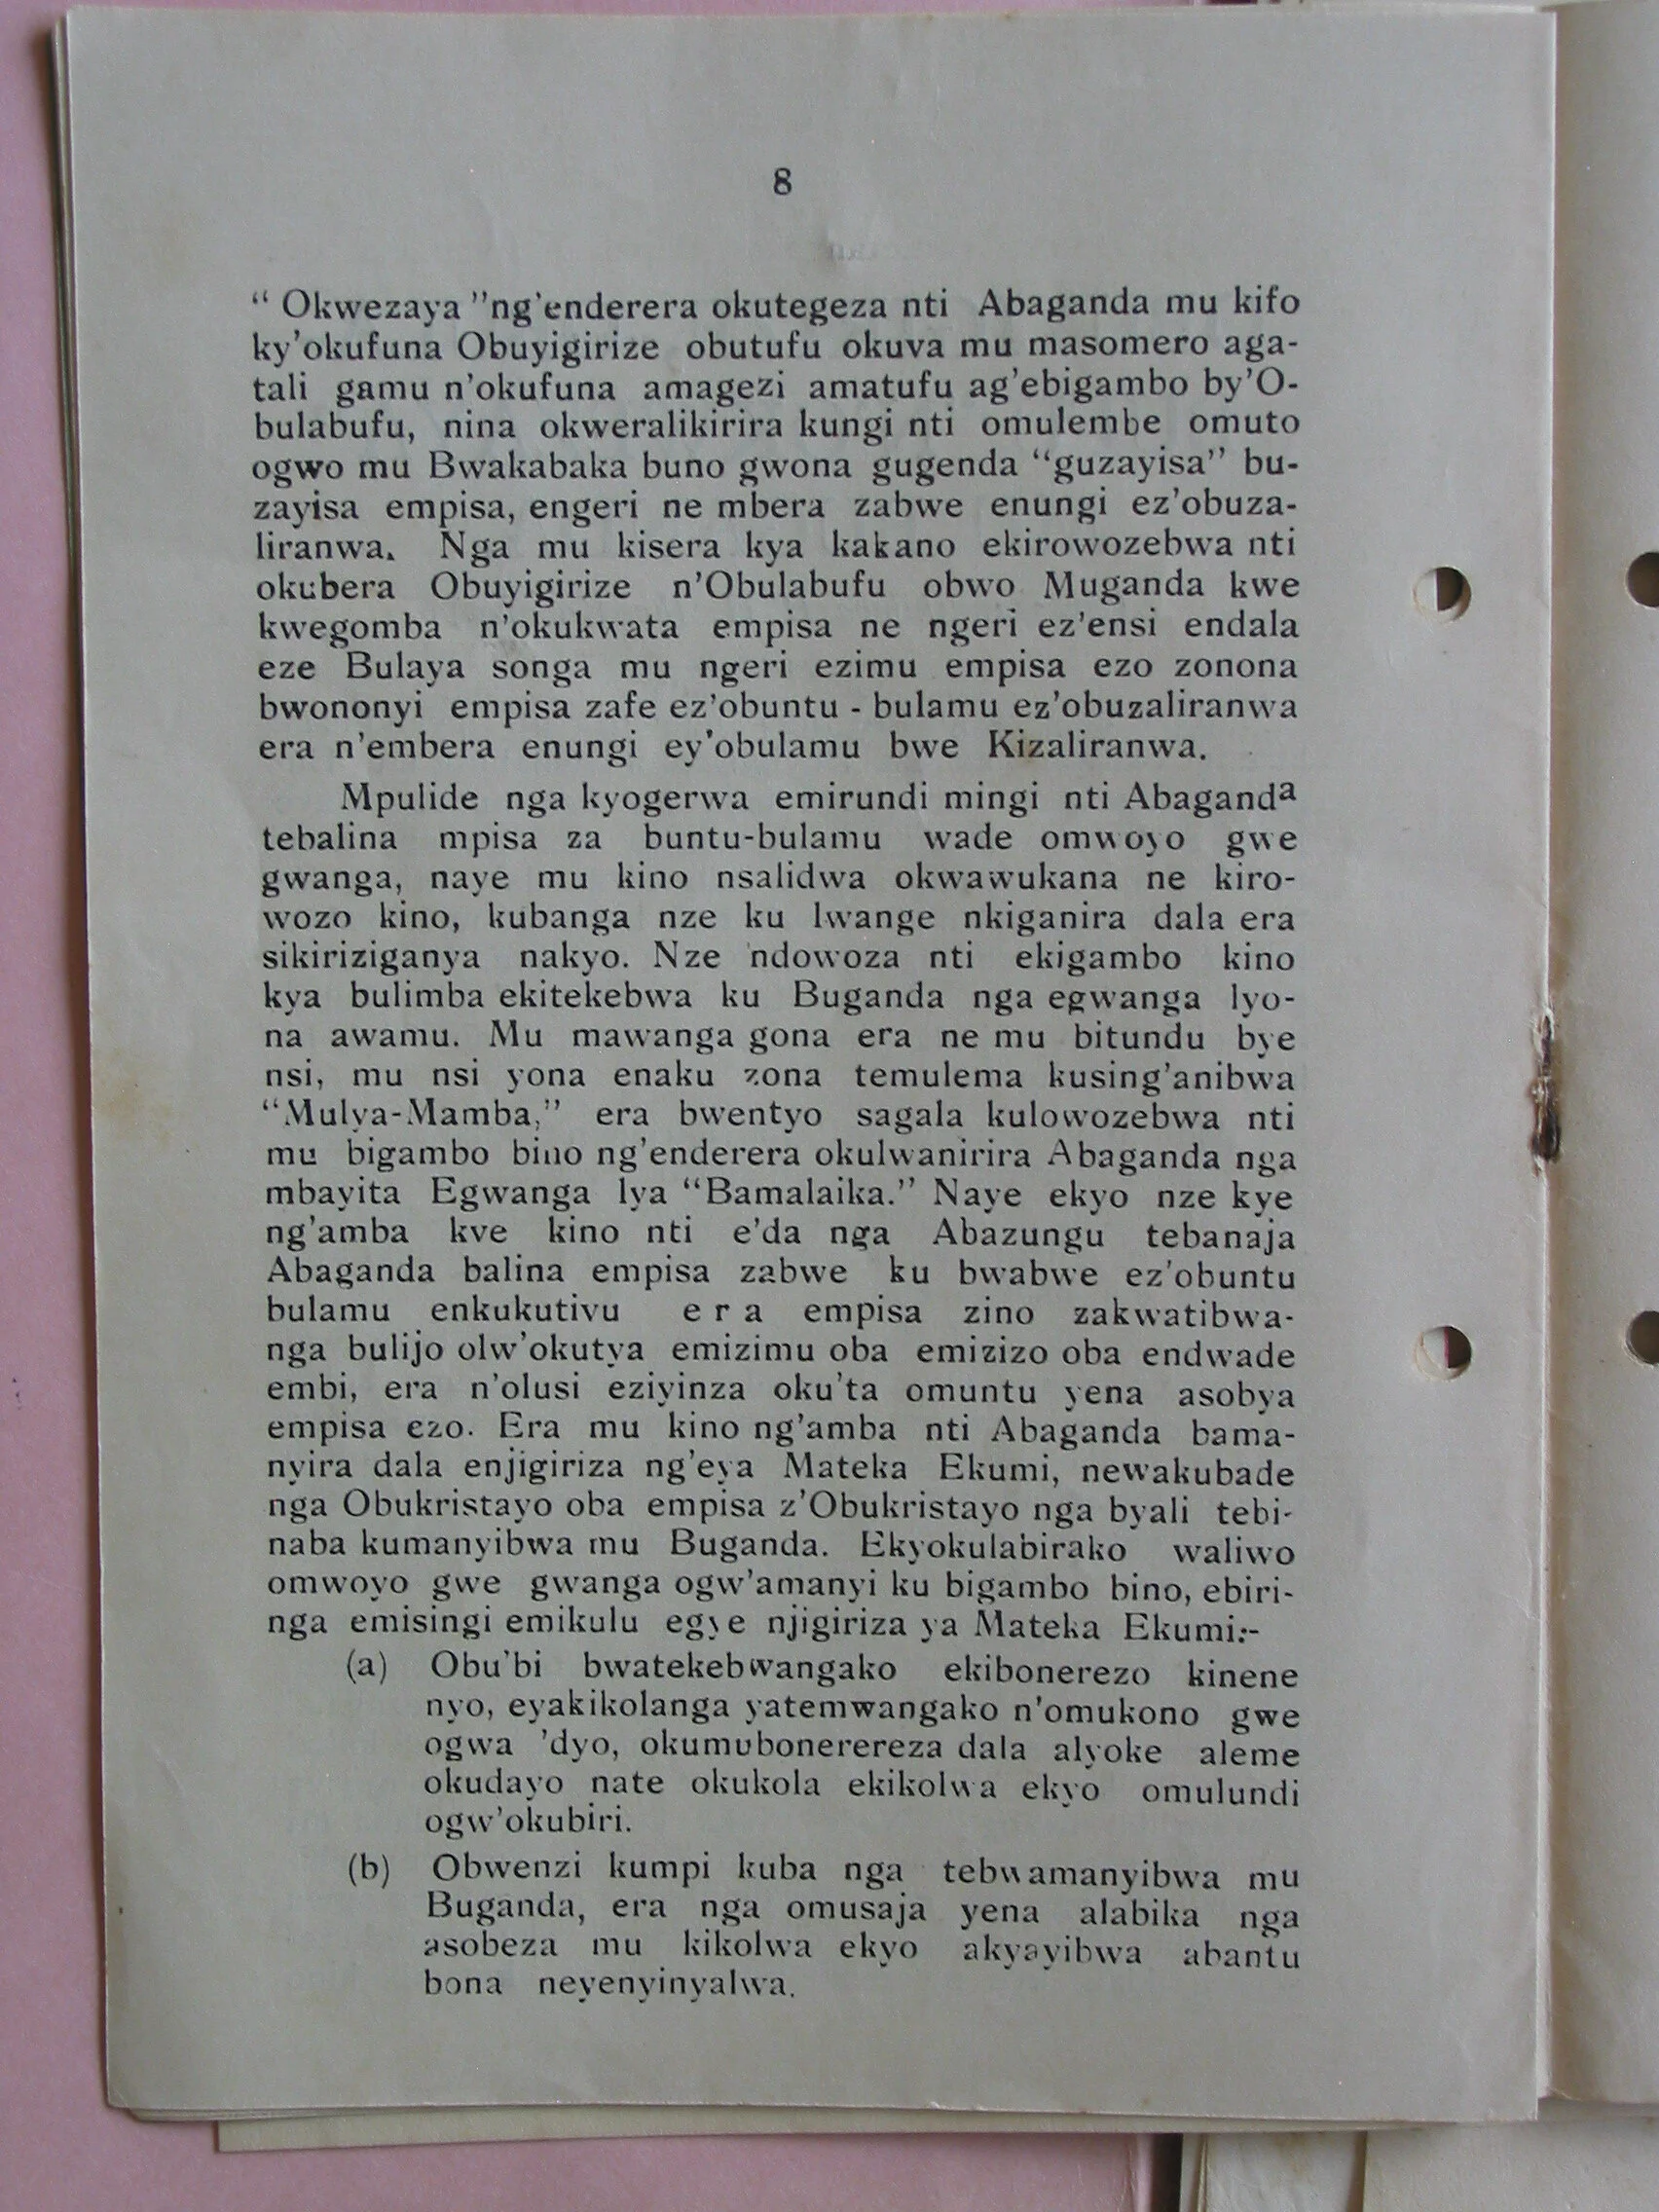 8
“ Okwezaya ”ng'enderera okutegeza nti Abaganda mu kifo
ky'okufuna Obuyigirize obutufu okuva mu masomero aga-
tali gamu n'okufuna amagezi amatufu ag'ebigambo by'O-
bulabufu, nina okweralikirira kungi nti omulembe omuto
ogwo mu Bwakabaka buno gwona gugenda “guzayisa” bu-
zayisa empisa, engeri ne mbera zabwe enungi ez'obuza-
liranwa. Nga mu kisera kya kakano ekirowozebwa nti
okubera Obuyigirize n'Obulabufu obwo Muganda kwe
kwegomba n'okukwata empisa ne ngeri ez'ensi endala
eze Bulaya songa mu ngeri ezimu empisa ezo zonona
bwononyi empisa zafe ez'obuntu - bulamu ez'obuzaliranwa
era n'embera enungi ey'obulamu bwe Kizaliranwa.
Mpulide nga kyogerwa emirundi mingi nti Abaganda
tebalina mpisa za buntu-bulamu wade omwoyo gwe
gwanga, naye mu kino nsalidwa okwawukana ne kiro-
wozo kino, kubanga nze ku lwange nkiganira dala era
sikiriziganya nakyo. Nze ndowoza nti ekigambo kino
kya bulimba ekitekebwa ku Buganda nga egwanga lyo-
na awamu. Mu mawanga gona era ne mu bitundu bye
nsi, mu nsi yona enaku zona temulema kusing'anibwa
“Mulya-Mamba,” era bwentyo sagala kulowozebwa nti
mu bigambo bino ng'enderera okulwanirira Abaganda nga
mbayita Egwanga lya “Bamalaika.” Naye ekyo nze kye
ng'amba kye kino nti e'da nga Abazungu tebanaja
Abaganda balina empisa zabwe ku bwabwe ez'obuntu
bulamu enkukutivu era empisa zino zakwatibwa-
nga bulijo olw'okutya emizimu oba emizizo oba endwade
embi, era n'olusi eziyinza oku'ta omuntu yena asobya
empisa ezo. Era mu kino ng'amba nti Abaganda bama-
nyira dala enjigiriza ng'eya Mateka Ekumi, newakubade
nga Obukristayo oba empisa z'Obukristayo nga byali tebi-
naba kumanyibwa mu Buganda. Ekyokulabirako waliwo
omwoyo gwe gwanga ogw'amanyi ku bigambo bino, ebiri-
nga emisingi emikulu egye njigiriza ya Mateka Ekumi:-
(a) Obu'bi bwatekebwangako ekibonerezo kinene
nyo, eyakikolanga yatemwangako n'omukono gwe
ogwa 'dyo, okumubonerereza dala alyoke aleme
okudayo nate okukola ekikolwa ekyo omulundi
ogw'okubiri.
(b) Obwenzi kumpi kuba nga tebwamanyibwa mu
Buganda, era nga omusaja yena alabika nga
asobeza mu kikolwa ekyo akyayibwa abantu
bona neyenyinyalwa.